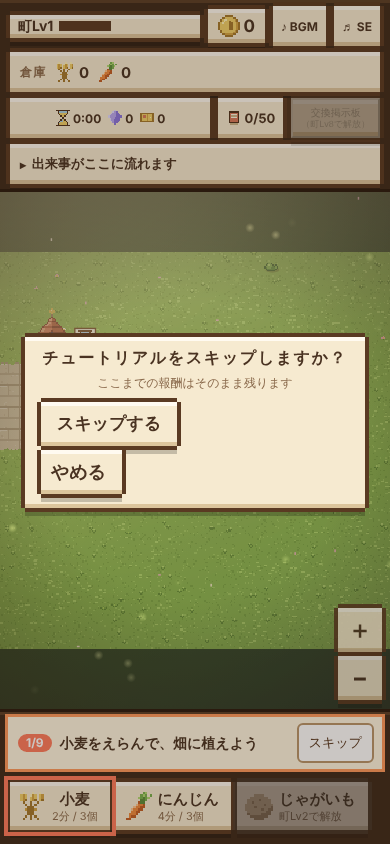 町Lv1
0
♪ BGM
♬ SE
倉庫 0 0
0:00 0 0
0/50
交換掲示板
(町Lv8で解放)
▸ 出来事がここに流れます
チュートリアルをスキップしますか？
ここまでの報酬はそのまま残ります
スキップする
やめる
+
−
1/9 小麦をえらんで、畑に植えよう スキップ
小麦
2分 / 3個
にんじん
4分 / 3個
じゃがいも
町Lv2で解放